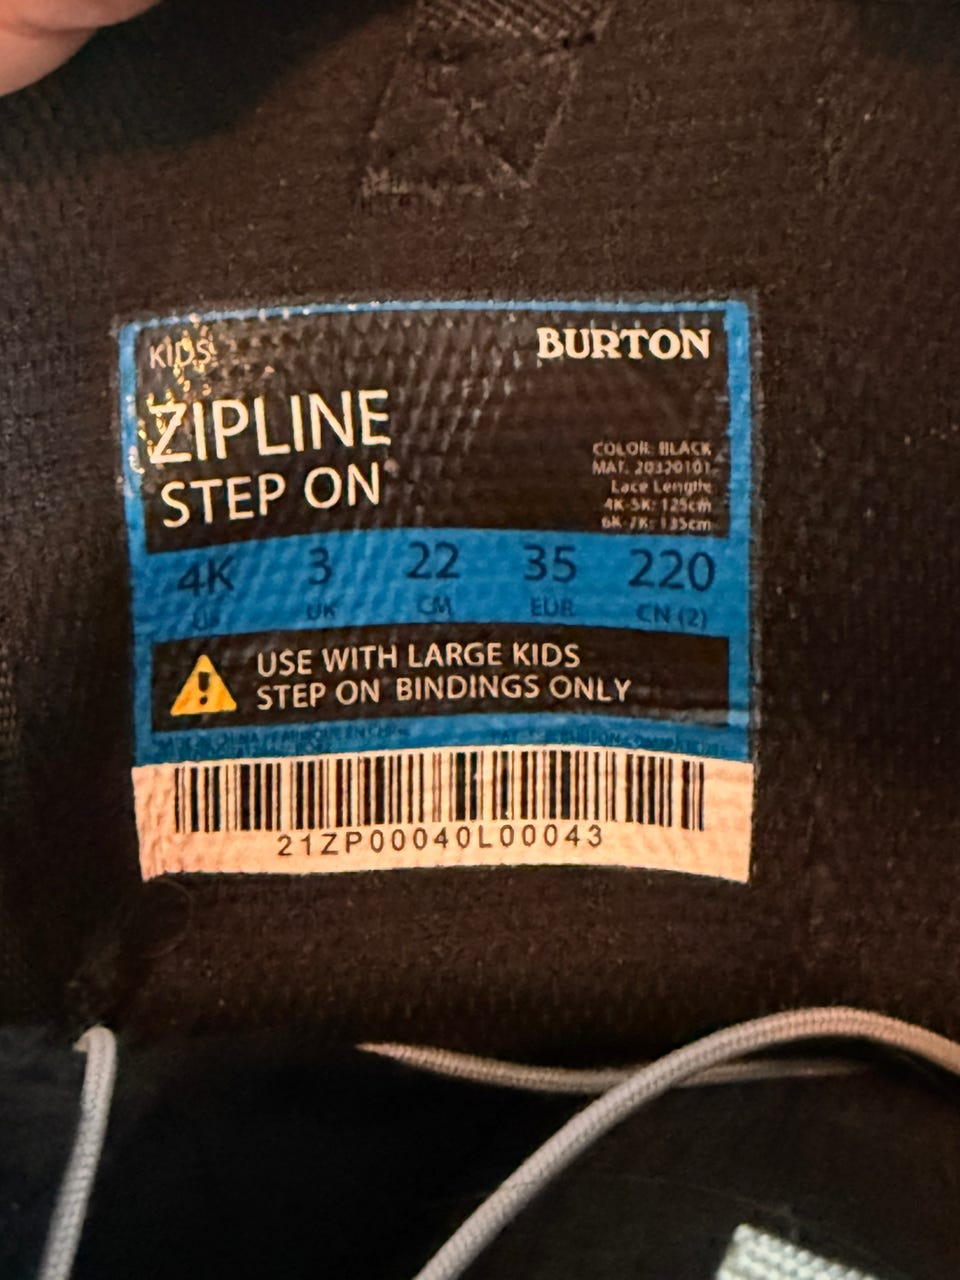 KIDS
BURTON
ZIPLINE
STEP ON
COLOR: BLACK
MAT. 20320101
Lace Length
4K-5K: 125cm
6K-7K: 135cm
4K 3 22 35 220
US UK CM EUR CN (2)
USE WITH LARGE KIDS
STEP ON BINDINGS ONLY
21ZP00040L00043